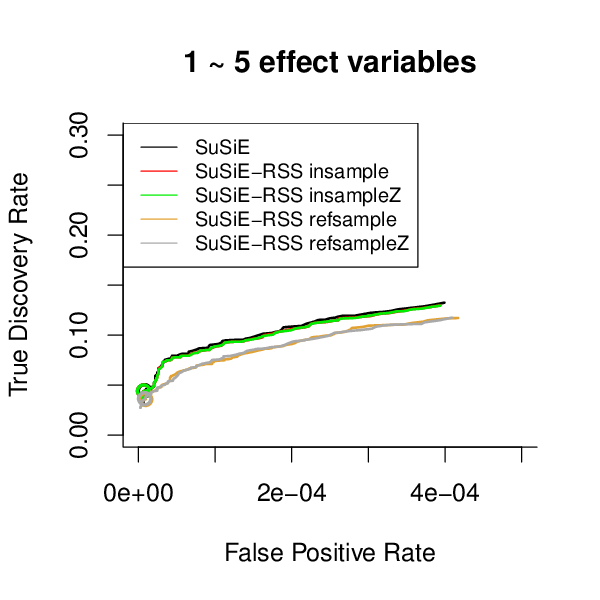 1 ~ 5 effect variables
SuSiE
SuSiE−RSS insample
SuSiE−RSS insampleZ
SuSiE−RSS refsample
SuSiE−RSS refsampleZ
True Discovery Rate
0.30
0.20
0.10
0.00
0e+00 2e−04 4e−04
False Positive Rate